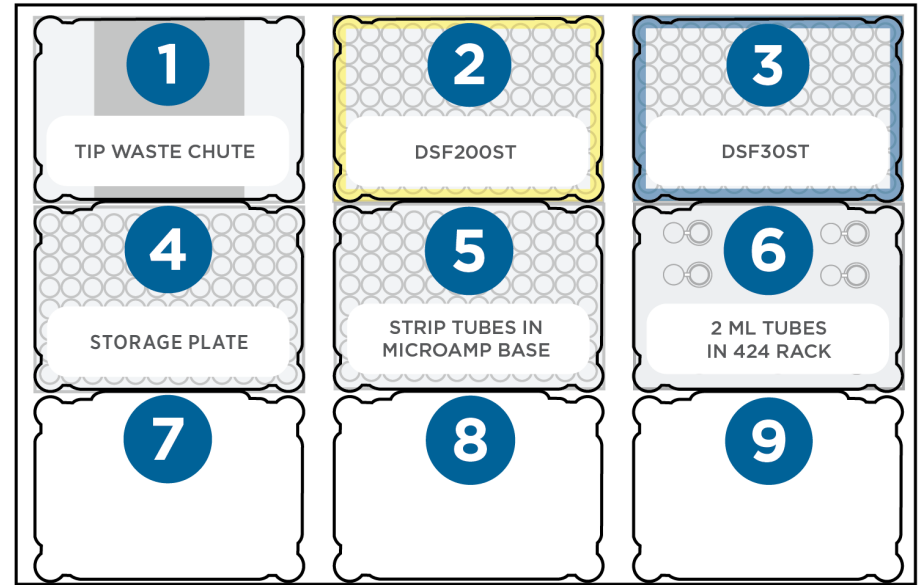 1
2
3
TIP WASTE CHUTE
DSF200ST
DSF30ST
4
5
6
STORAGE PLATE
STRIP TUBES IN
MICROAMP BASE
2 ML TUBES
IN 424 RACK
7
8
9